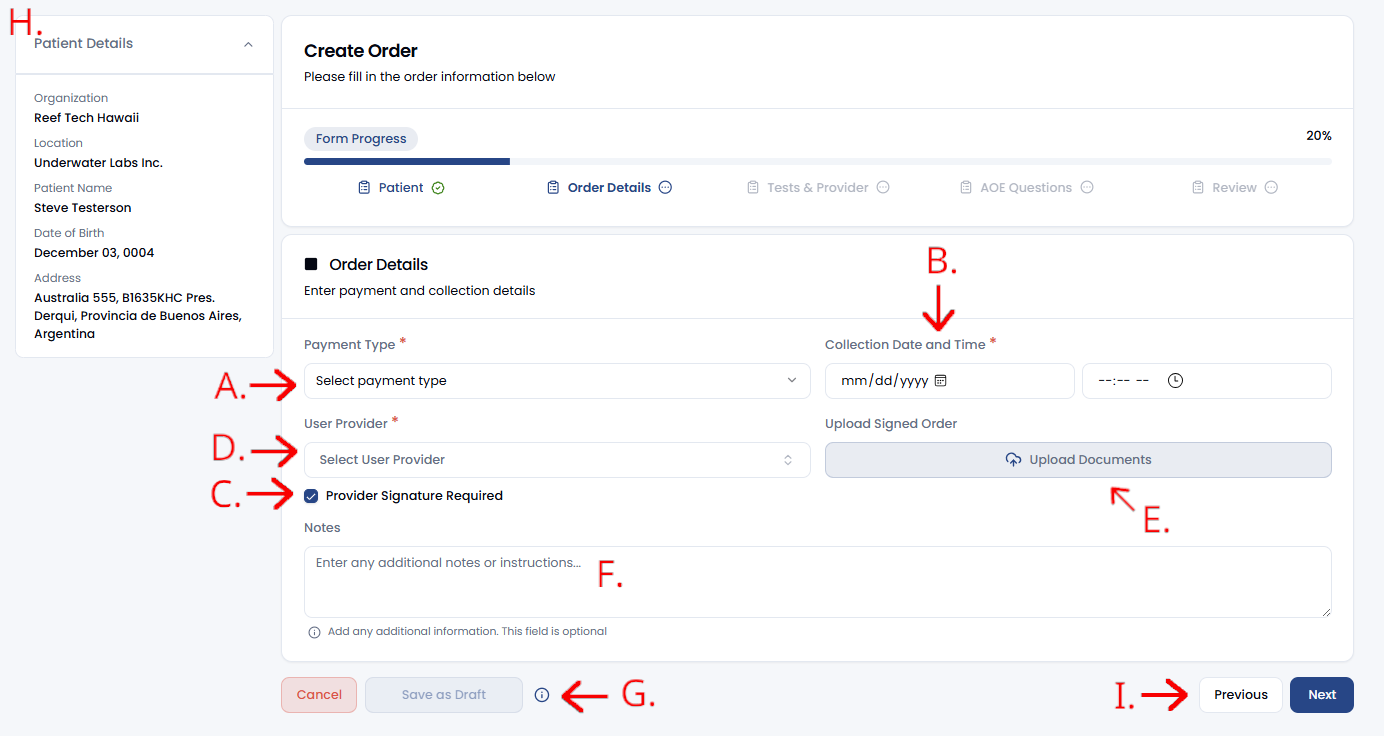 H.
Patient Details
Organization
Reef Tech Hawaii
Location
Underwater Labs Inc.
Patient Name
Steve Testerson
Date of Birth
December 03, 0004
Address
Australia 555, B1635KHC Pres.
Derqui, Provincia de Buenos Aires,
Argentina
Create Order
Please fill in the order information below
Form Progress 20%
Patient Order Details Tests & Provider AOE Questions Review
Order Details
Enter payment and collection details
B.
Payment Type * Collection Date and Time *
A. Select payment type mm/dd/yyyy --:-- --
User Provider * Upload Signed Order
D. Select User Provider Upload Documents
C. Provider Signature Required
E.
Notes
Enter any additional notes or instructions...
F.
Add any additional information. This field is optional
Cancel Save as Draft G. I. Previous Next